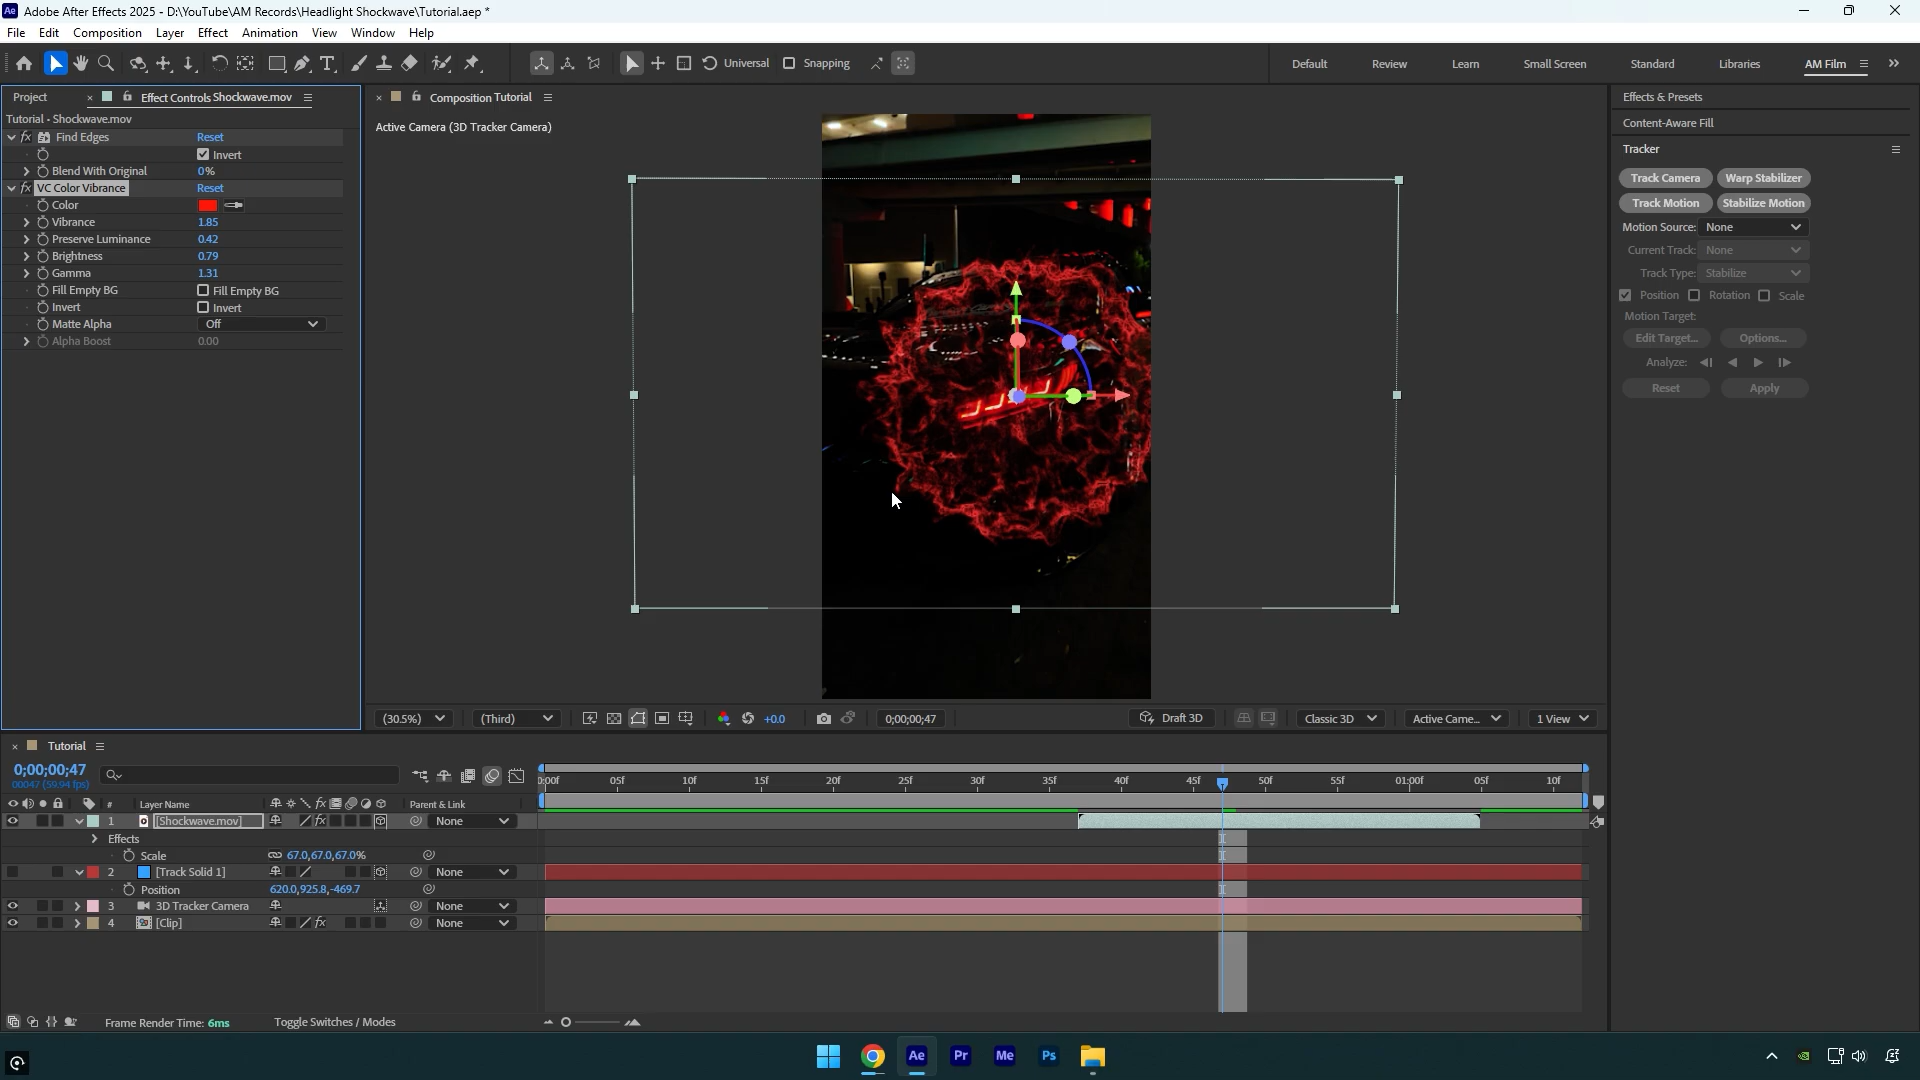 Ae Adobe After Effects 2025 - D:\YouTube\AM Records\Headlight Shockwave\Tutorial.aep *
File Edit Composition Layer Effect Animation View Window Help
Universal Snapping Default Review Learn Small Screen Standard Libraries AM Film
Project Effect Controls Shockwave.mov
Tutorial - Shockwave.mov
fx Find Edges Reset
Invert
Blend With Original 0%
fx VC Color Vibrance Reset
Color
Vibrance 1.85
Preserve Luminance 0.42
Brightness 0.79
Gamma 1.31
Fill Empty BG Fill Empty BG
Invert Invert
Matte Alpha Off
Alpha Boost 0.00
Composition Tutorial
Active Camera (3D Tracker Camera)
(30.5%) (Third) +0.0 0;00;00;47 Draft 3D Classic 3D Active Came... 1 View
Effects & Presets
Content-Aware Fill
Tracker
Track Camera Warp Stabilizer
Track Motion Stabilize Motion
Motion Source: None
Current Track: None
Track Type: Stabilize
Position Rotation Scale
Motion Target:
Edit Target... Options...
Analyze:
Reset Apply
Tutorial
0;00;00;47
00047 (59.94 fps)
0:00f 05f 10f 15f 20f 25f 30f 35f 40f 45f 50f 55f 01:00f 05f 10f
# Layer Name fx Parent & Link
1 [Shockwave.mov] fx None
Effects
Scale 67.0,67.0,67.0%
2 [Track Solid 1] None
Position 620.0,925.8,-469.7
3 3D Tracker Camera None
4 [Clip] fx None
Frame Render Time: 6ms Toggle Switches / Modes
Ae Pr Me Ps